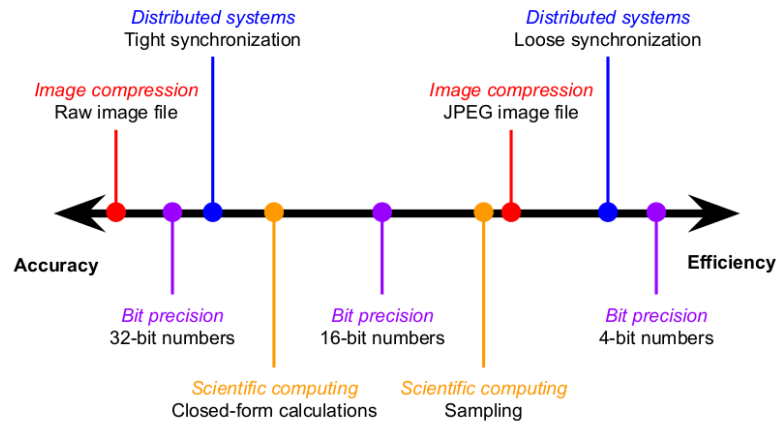 Distributed systems
Tight synchronization
Distributed systems
Loose synchronization
Image compression
Raw image file
Image compression
JPEG image file
Accuracy
Efficiency
Bit precision
32-bit numbers
Bit precision
16-bit numbers
Bit precision
4-bit numbers
Scientific computing
Closed-form calculations
Scientific computing
Sampling